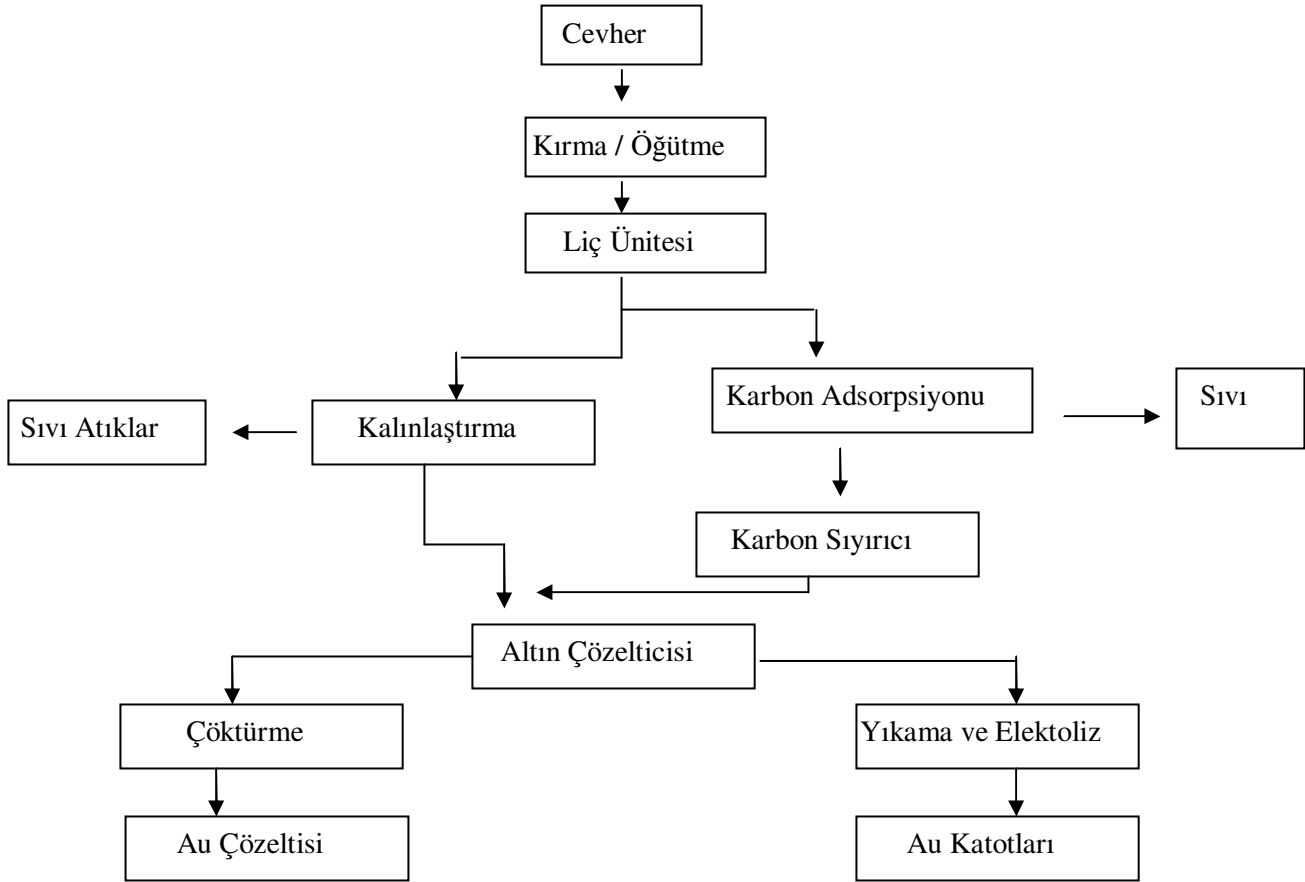 Cevher
Kırma / Öğütme
Liç Ünitesi
Karbon Adsorpsiyonu
Sıvı
Sıvı Atıklar
Kalınlaştırma
Karbon Sıyırıcı
Altın Çözelticisi
Çöktürme
Yıkama ve Elektoliz
Au Çözeltisi
Au Katotları